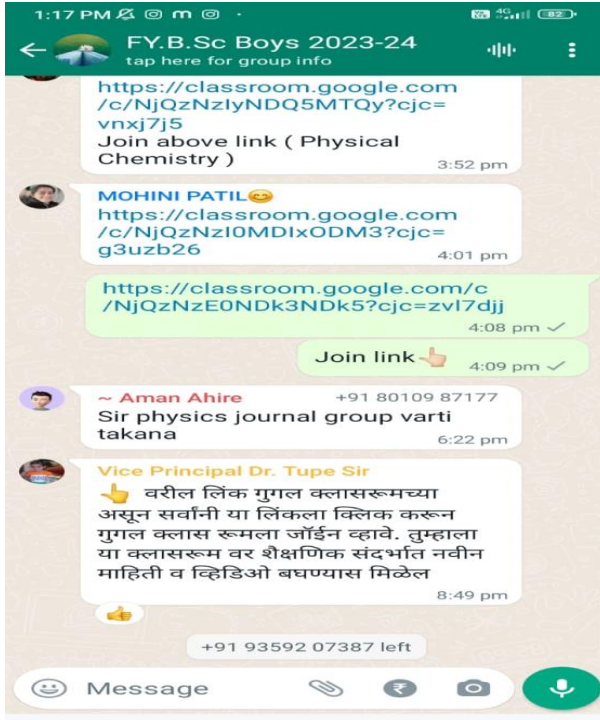 1:17 PM
4G
82
FY.B.Sc Boys 2023-24
tap here for group info
https://classroom.google.com
/c/NjQzNzIyNDQ5MTQy?cjc=
vnxj7j5
Join above link ( Physical
Chemistry )
3:52 pm
MOHINI PATIL😊
https://classroom.google.com
/c/NjQzNzI0MDIxODM3?cjc=
g3uzb26
4:01 pm
https://classroom.google.com/c
/NjQzNzE0NDk3NDk5?cjc=zvl7djj
4:08 pm
Join link👆🏻
4:09 pm
~ Aman Ahire +91 80109 87177
Sir physics journal group varti
takana
6:22 pm
Vice Principal Dr. Tupe Sir
👆 वरील लिंक गुगल क्लासरूमच्या
असून सर्वांनी या लिंकला क्लिक करून
गुगल क्लास रूमला जॉईन व्हावे. तुम्हाला
या क्लासरूम वर शैक्षणिक संदर्भात नवीन
माहिती व व्हिडिओ बघण्यास मिळेल
8:49 pm
+91 93592 07387 left
Message